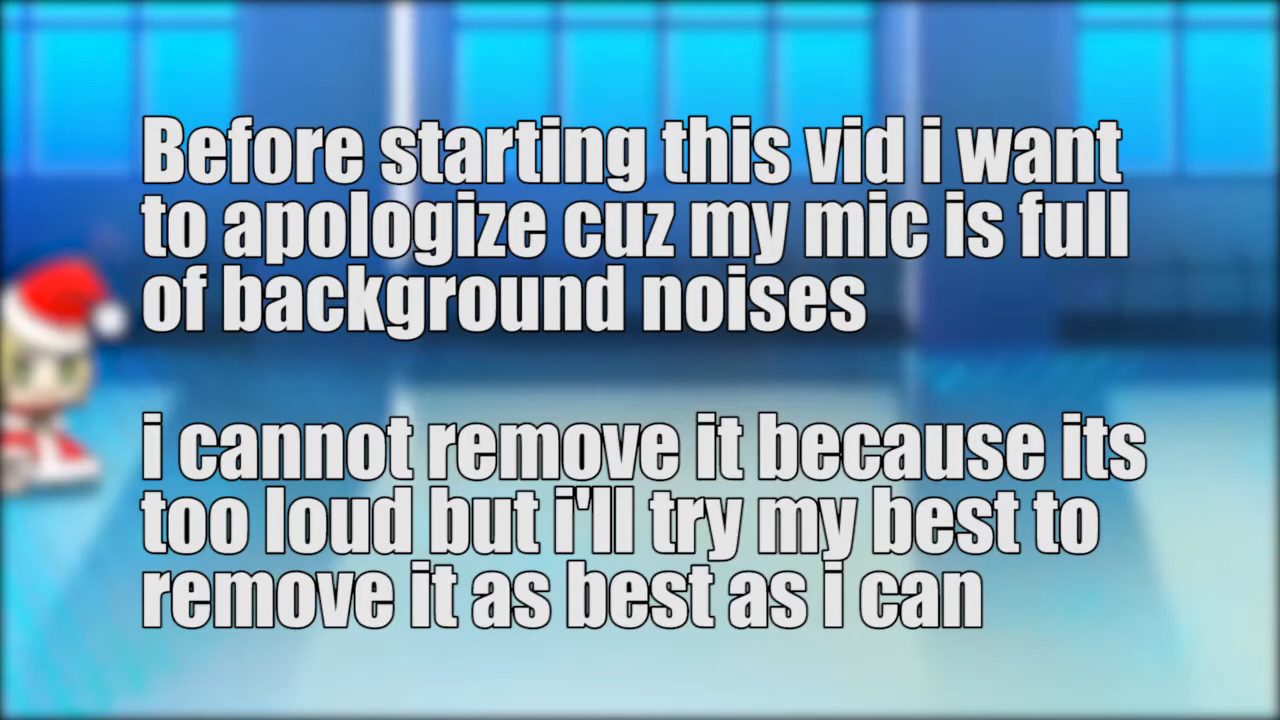 Before starting this vid i want
to apologize cuz my mic is full
of background noises
i cannot remove it because its
too loud but i'll try my best to
remove it as best as i can